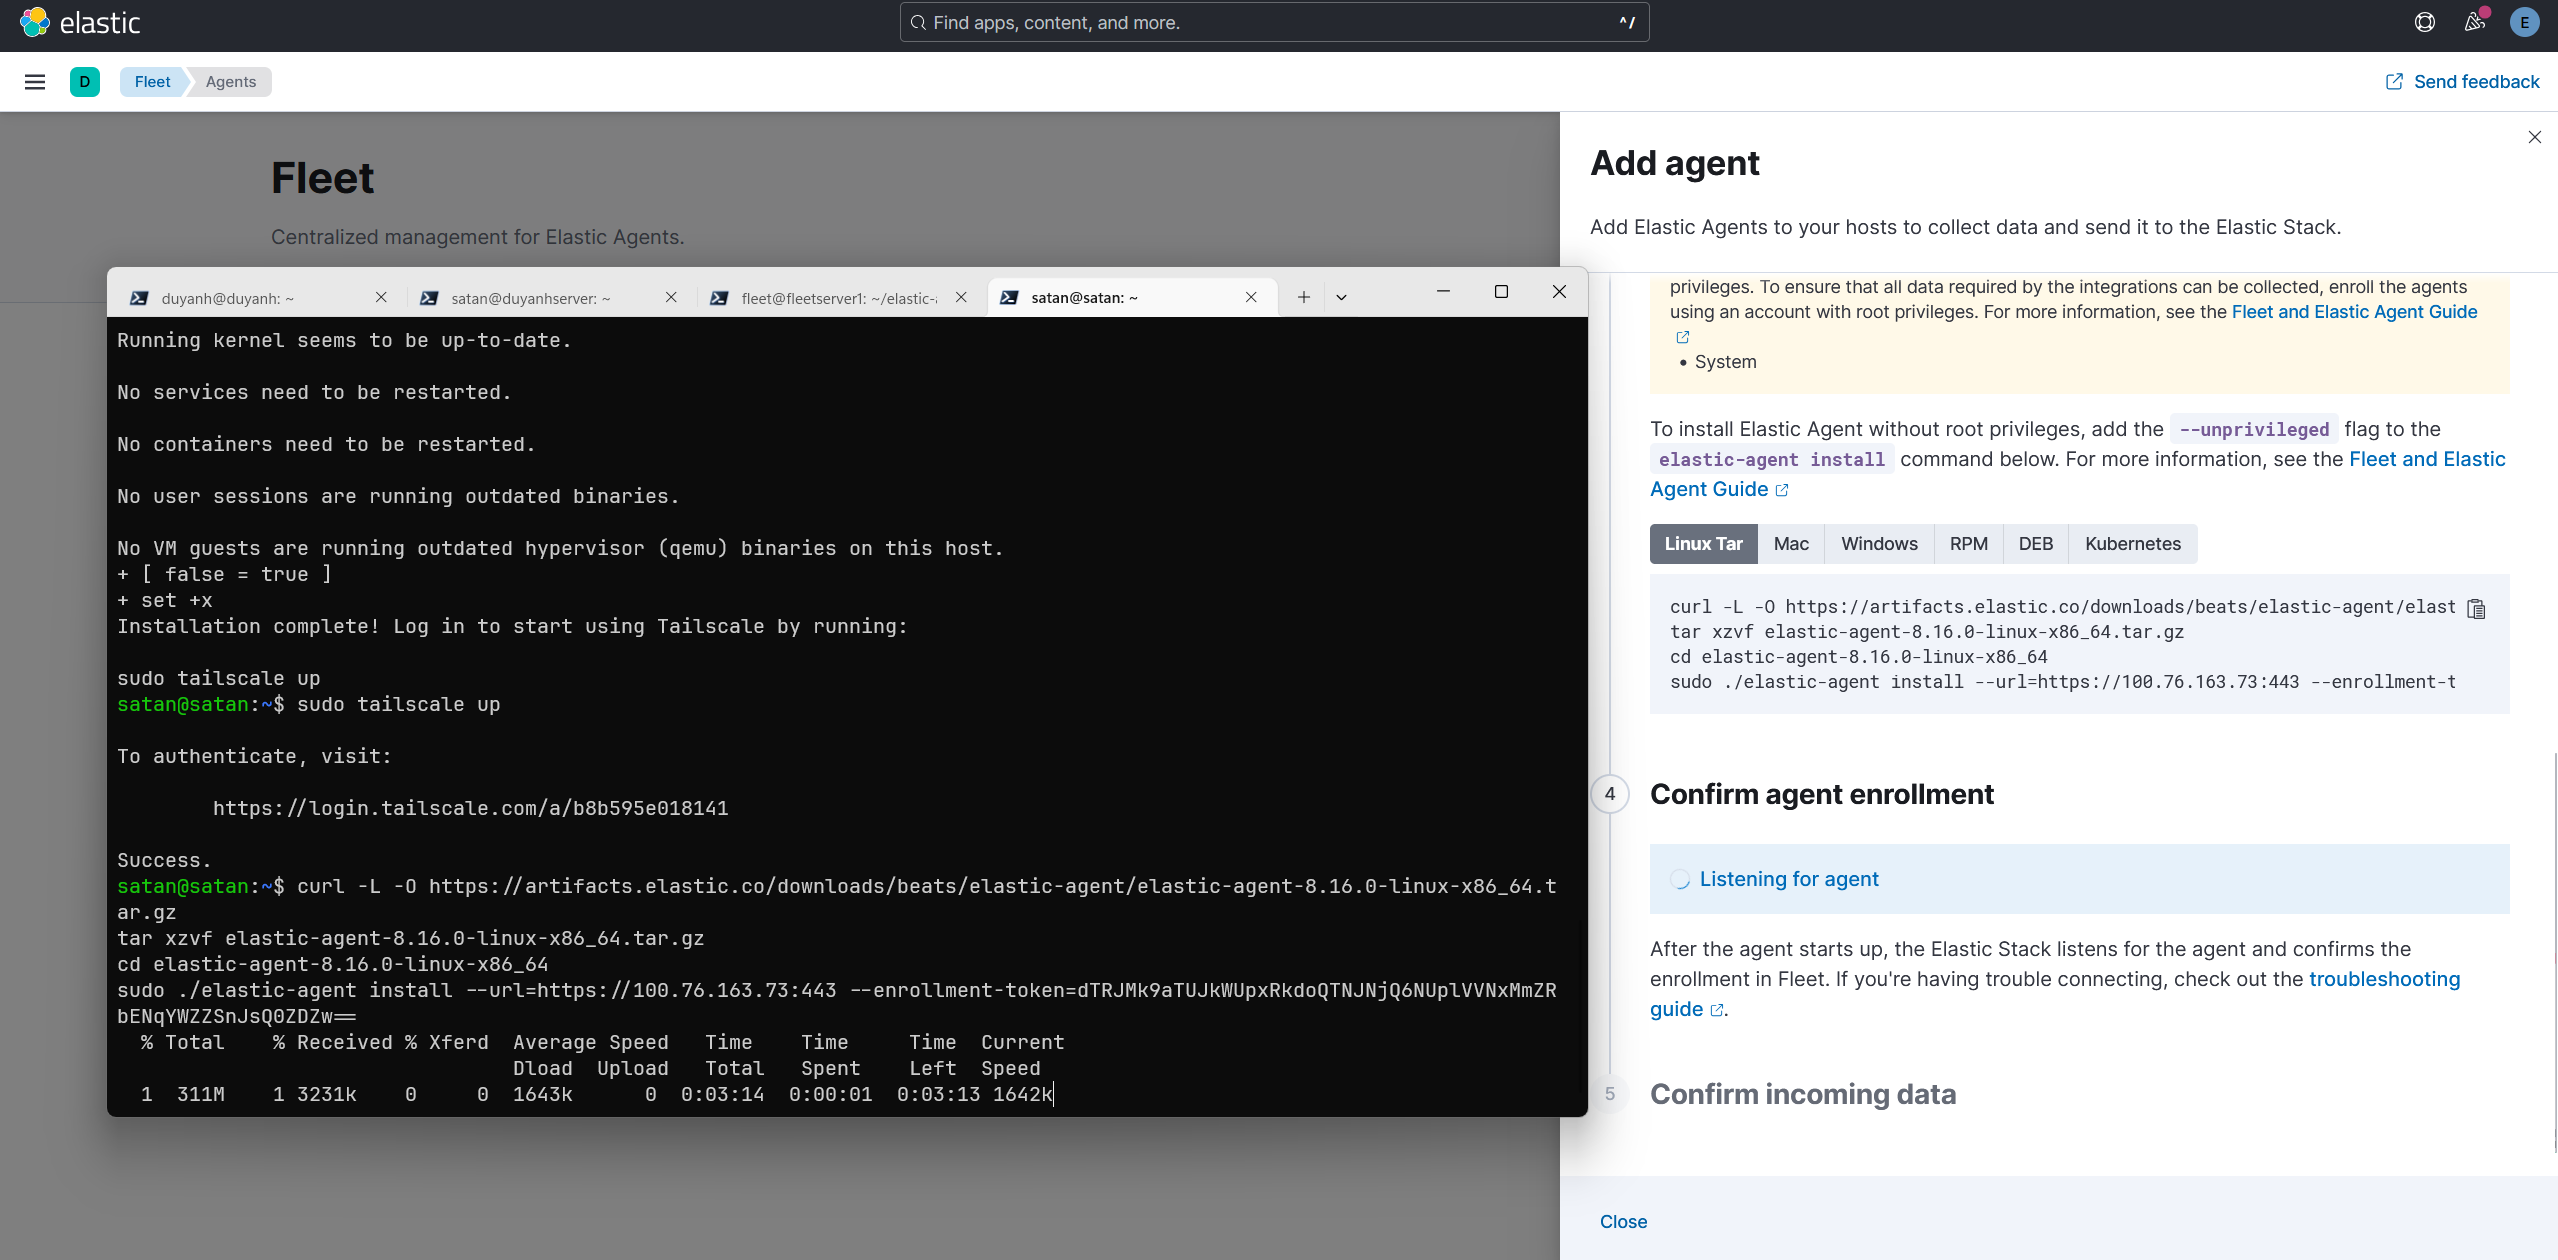 elastic
Find apps, content, and more.
^/
E
D
Fleet
Agents
Send feedback
Fleet
Centralized management for Elastic Agents.
duyanh@duyanh: ~
satan@duyanhserver: ~
fleet@fleetserver1: ~/elastic-
satan@satan: ~
Running kernel seems to be up-to-date.
No services need to be restarted.
No containers need to be restarted.
No user sessions are running outdated binaries.
No VM guests are running outdated hypervisor (qemu) binaries on this host.
+ [ false = true ]
+ set +x
Installation complete! Log in to start using Tailscale by running:
sudo tailscale up
satan@satan:~$ sudo tailscale up
To authenticate, visit:
https://login.tailscale.com/a/b8b595e018141
Success.
satan@satan:~$ curl -L -O https://artifacts.elastic.co/downloads/beats/elastic-agent/elastic-agent-8.16.0-linux-x86_64.t
ar.gz
tar xzvf elastic-agent-8.16.0-linux-x86_64.tar.gz
cd elastic-agent-8.16.0-linux-x86_64
sudo ./elastic-agent install --url=https://100.76.163.73:443 --enrollment-token=dTRJMk9aTUJkWUpxRkdoQTNJNjQ6NUplVVNxMmZR
bENqYWZZSnJsQ0ZDZw==
% Total % Received % Xferd Average Speed Time Time Time Current
Dload Upload Total Spent Left Speed
1 311M 1 3231k 0 0 1643k 0 0:03:14 0:00:01 0:03:13 1642k
Add agent
Add Elastic Agents to your hosts to collect data and send it to the Elastic Stack.
privileges. To ensure that all data required by the integrations can be collected, enroll the agents
using an account with root privileges. For more information, see the Fleet and Elastic Agent Guide
• System
To install Elastic Agent without root privileges, add the --unprivileged flag to the
elastic-agent install command below. For more information, see the Fleet and Elastic
Agent Guide
Linux Tar
Mac
Windows
RPM
DEB
Kubernetes
curl -L -O https://artifacts.elastic.co/downloads/beats/elastic-agent/elast
tar xzvf elastic-agent-8.16.0-linux-x86_64.tar.gz
cd elastic-agent-8.16.0-linux-x86_64
sudo ./elastic-agent install --url=https://100.76.163.73:443 --enrollment-t
4 Confirm agent enrollment
Listening for agent
After the agent starts up, the Elastic Stack listens for the agent and confirms the
enrollment in Fleet. If you're having trouble connecting, check out the troubleshooting
guide.
5 Confirm incoming data
Close